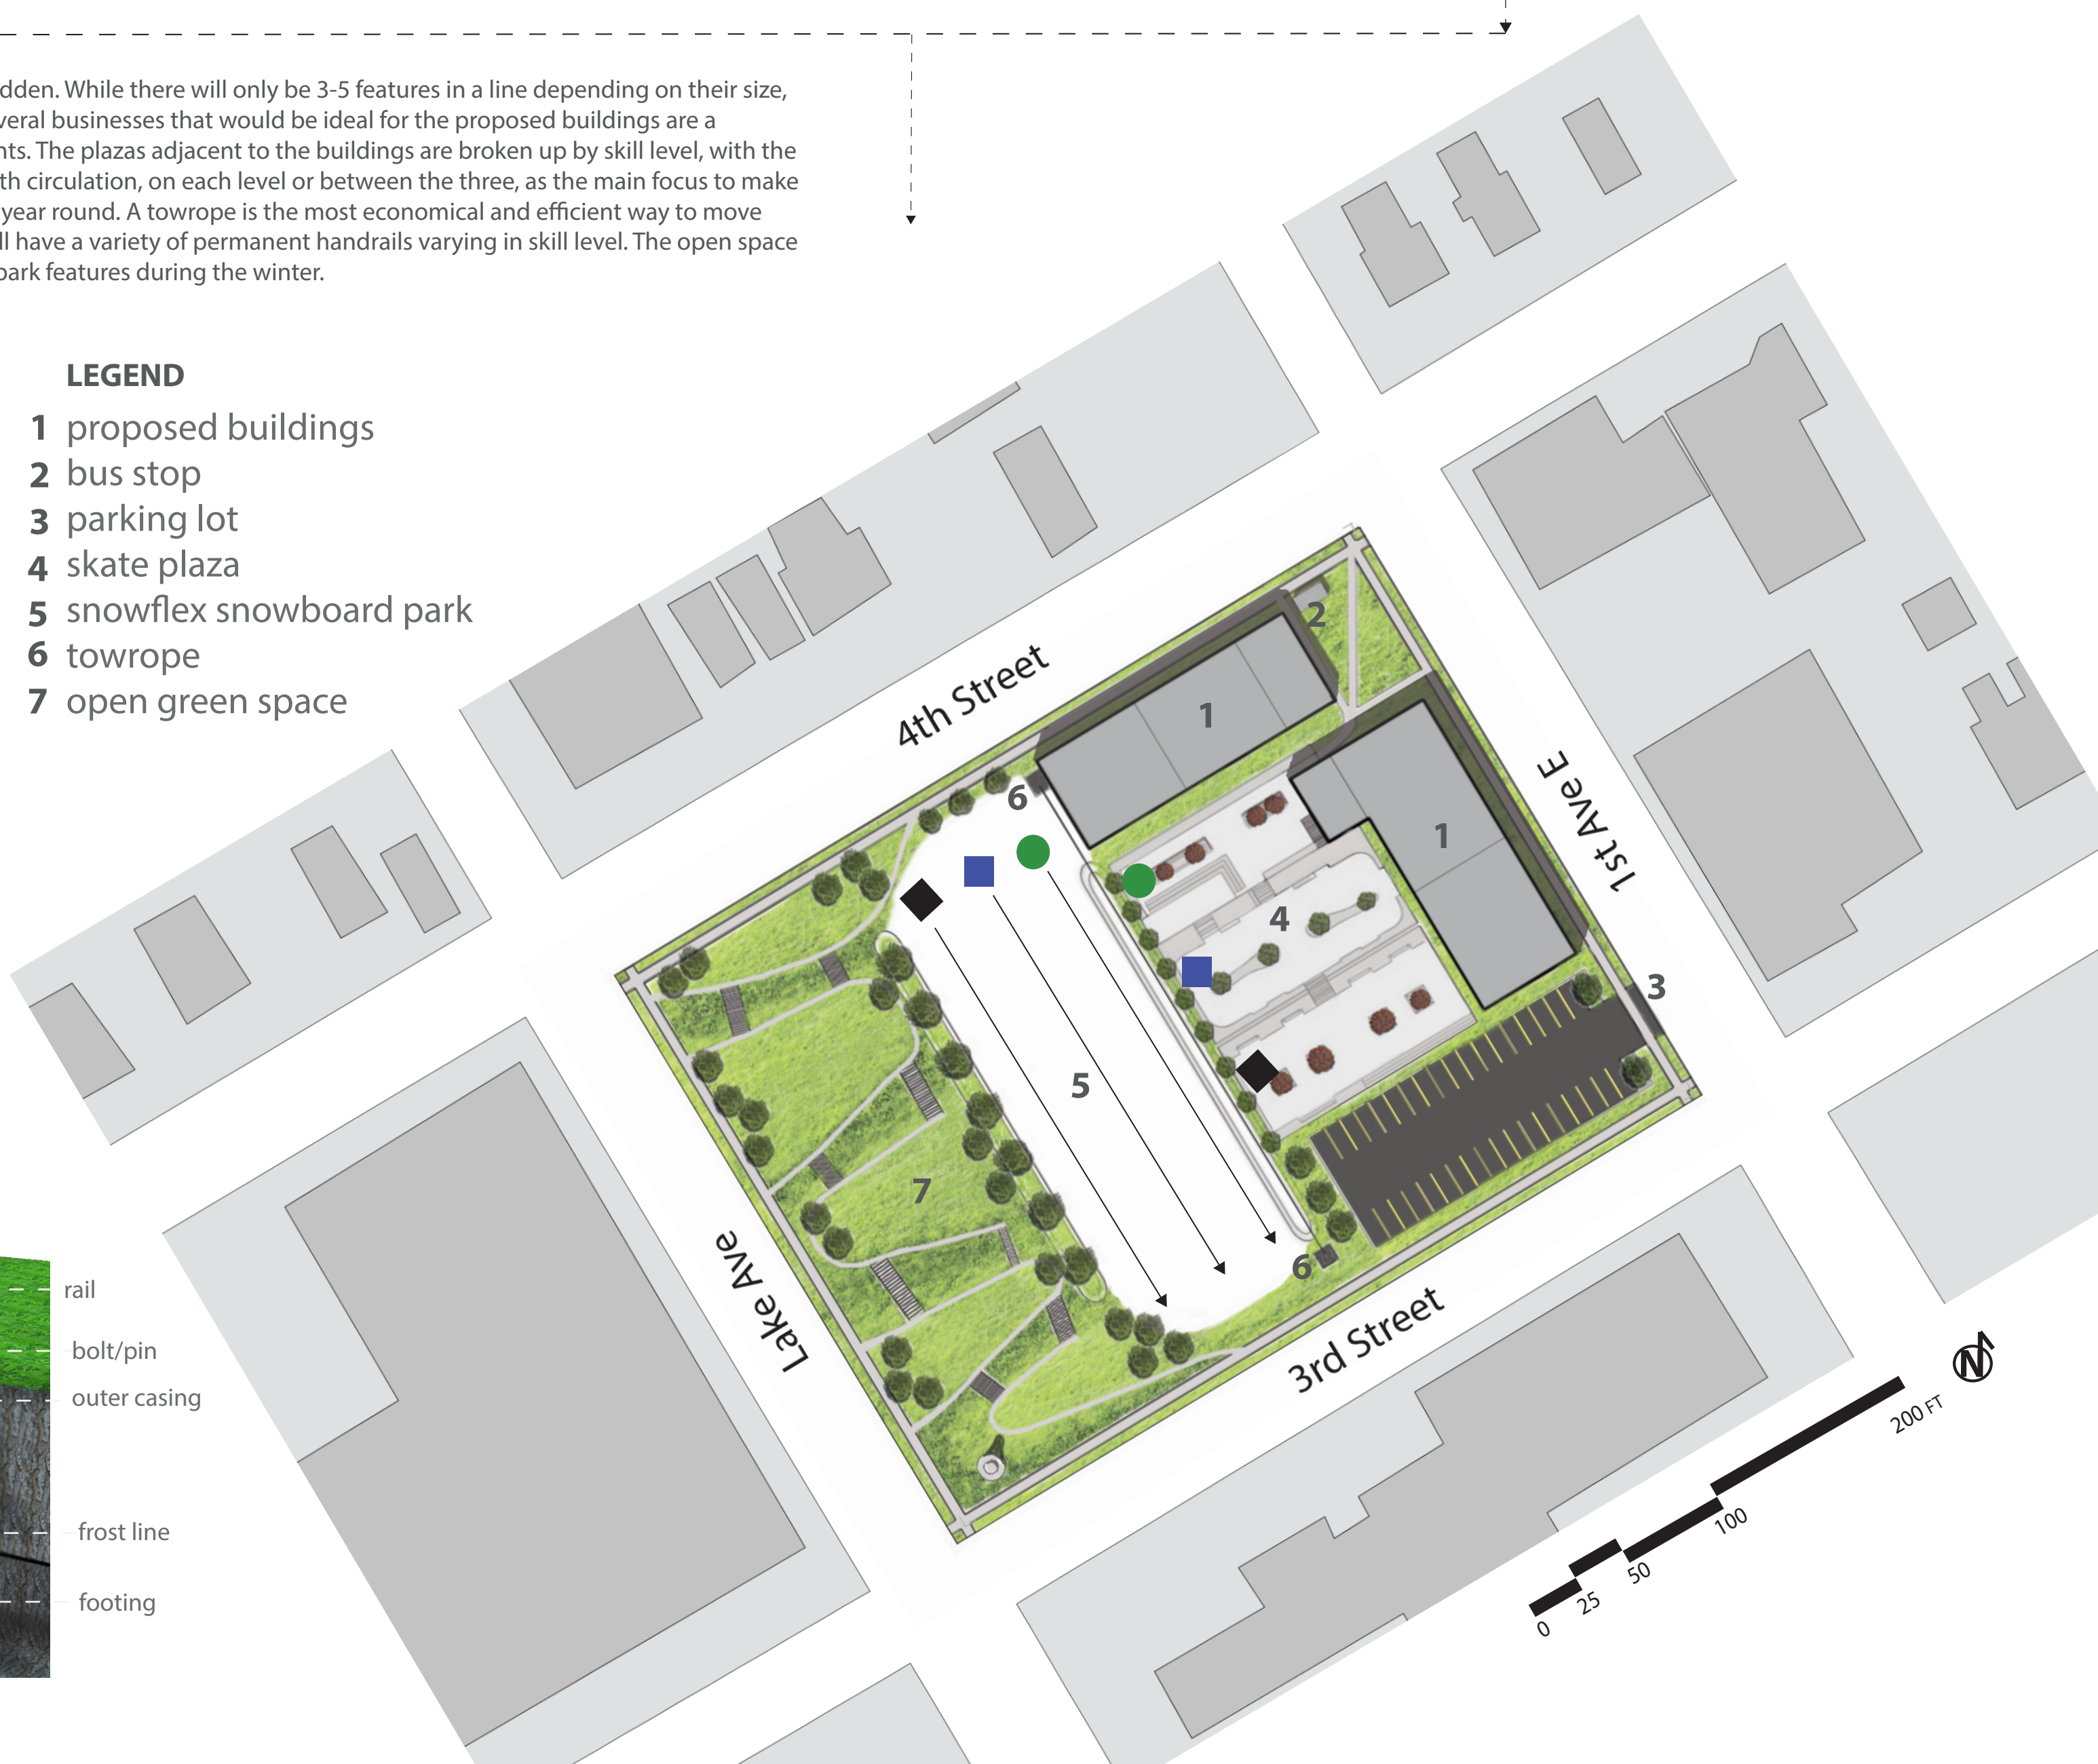 dden. While there will only be 3-5 features in a line depending on their size,
veral businesses that would be ideal for the proposed buildings are a
nts. The plazas adjacent to the buildings are broken up by skill level, with the
th circulation, on each level or between the three, as the main focus to make
year round. A towrope is the most economical and efficient way to move
ll have a variety of permanent handrails varying in skill level. The open space
park features during the winter.
LEGEND
1 proposed buildings
2 bus stop
3 parking lot
4 skate plaza
5 snowflex snowboard park
6 towrope
7 open green space
2
4th Street
1
1st Ave E
6
1
4
3
5
7
6
Lake Ave
3rd Street
rail
bolt/pin
outer casing
frost line
footing
N
200 FT
100
50
25
0